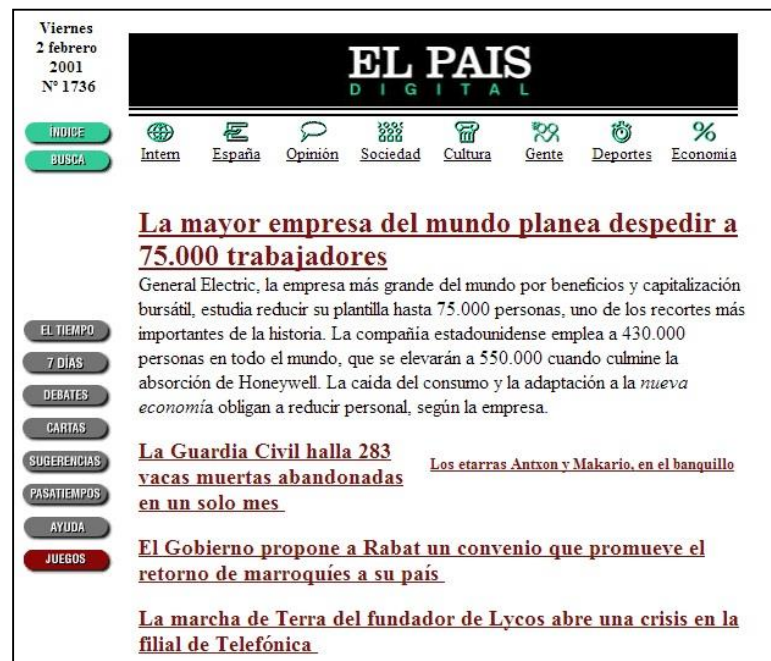 Viernes
2 febrero
2001
Nº 1736
EL PAIS
DIGITAL
ÍNDICE
BUSCA
Intern España Opinión Sociedad Cultura Gente Deportes Economia
La mayor empresa del mundo planea despedir a
75.000 trabajadores
General Electric, la empresa más grande del mundo por beneficios y capitalización
bursátil, estudia reducir su plantilla hasta 75.000 personas, uno de los recortes más
importantes de la historia. La compañía estadounidense emplea a 430.000
personas en todo el mundo, que se elevarán a 550.000 cuando culmine la
absorción de Honeywell. La caída del consumo y la adaptación a la nueva
economía obligan a reducir personal, según la empresa.
EL TIEMPO
7 DÍAS
DEBATES
CARTAS
SUGERENCIAS
PASATIEMPOS
AYUDA
JUEGOS
La Guardia Civil halla 283
vacas muertas abandonadas
en un solo mes
Los etarras Antxon y Makario, en el banquillo
El Gobierno propone a Rabat un convenio que promueve el
retorno de marroquíes a su país
La marcha de Terra del fundador de Lycos abre una crisis en la
filial de Telefónica